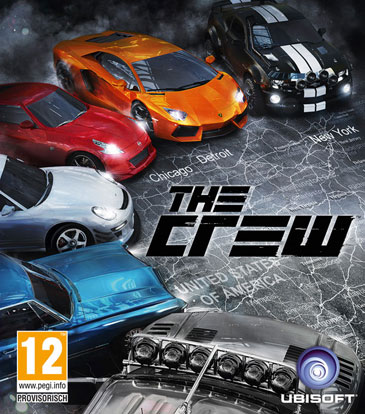 Chicago
Detroit
New York
THE
CREW
UNITED STATES
OF AMERICA
12
www.pegi.info
PROVISORISCH
UBISOFT